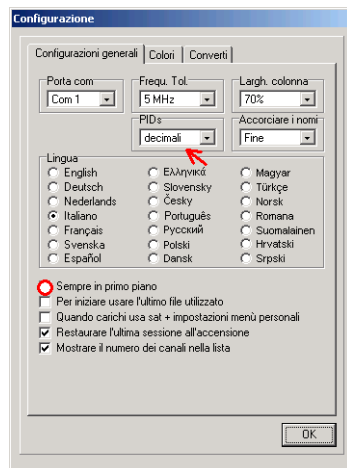 Configurazione
Configurazioni generali Colori Converti
Porta com Frequ. Tol. Largh. colonna
Com 1 5 MHz 70%
PIDs Accorciare i nomi
decimali Fine
Lingua
English Ελληνικά Magyar
Deutsch Slovensky Türkçe
Nederlands Česky Norsk
Italiano Português Romana
Français Русский Suomalainen
Svenska Polski Hrvatski
Español Dansk Srpski
Sempre in primo piano
Per iniziare usare l'ultimo file utilizzato
Quando carichi usa sat + impostazioni menù personali
Restaurare l'ultima sessione all'accensione
Mostrare il numero dei canali nella lista
OK